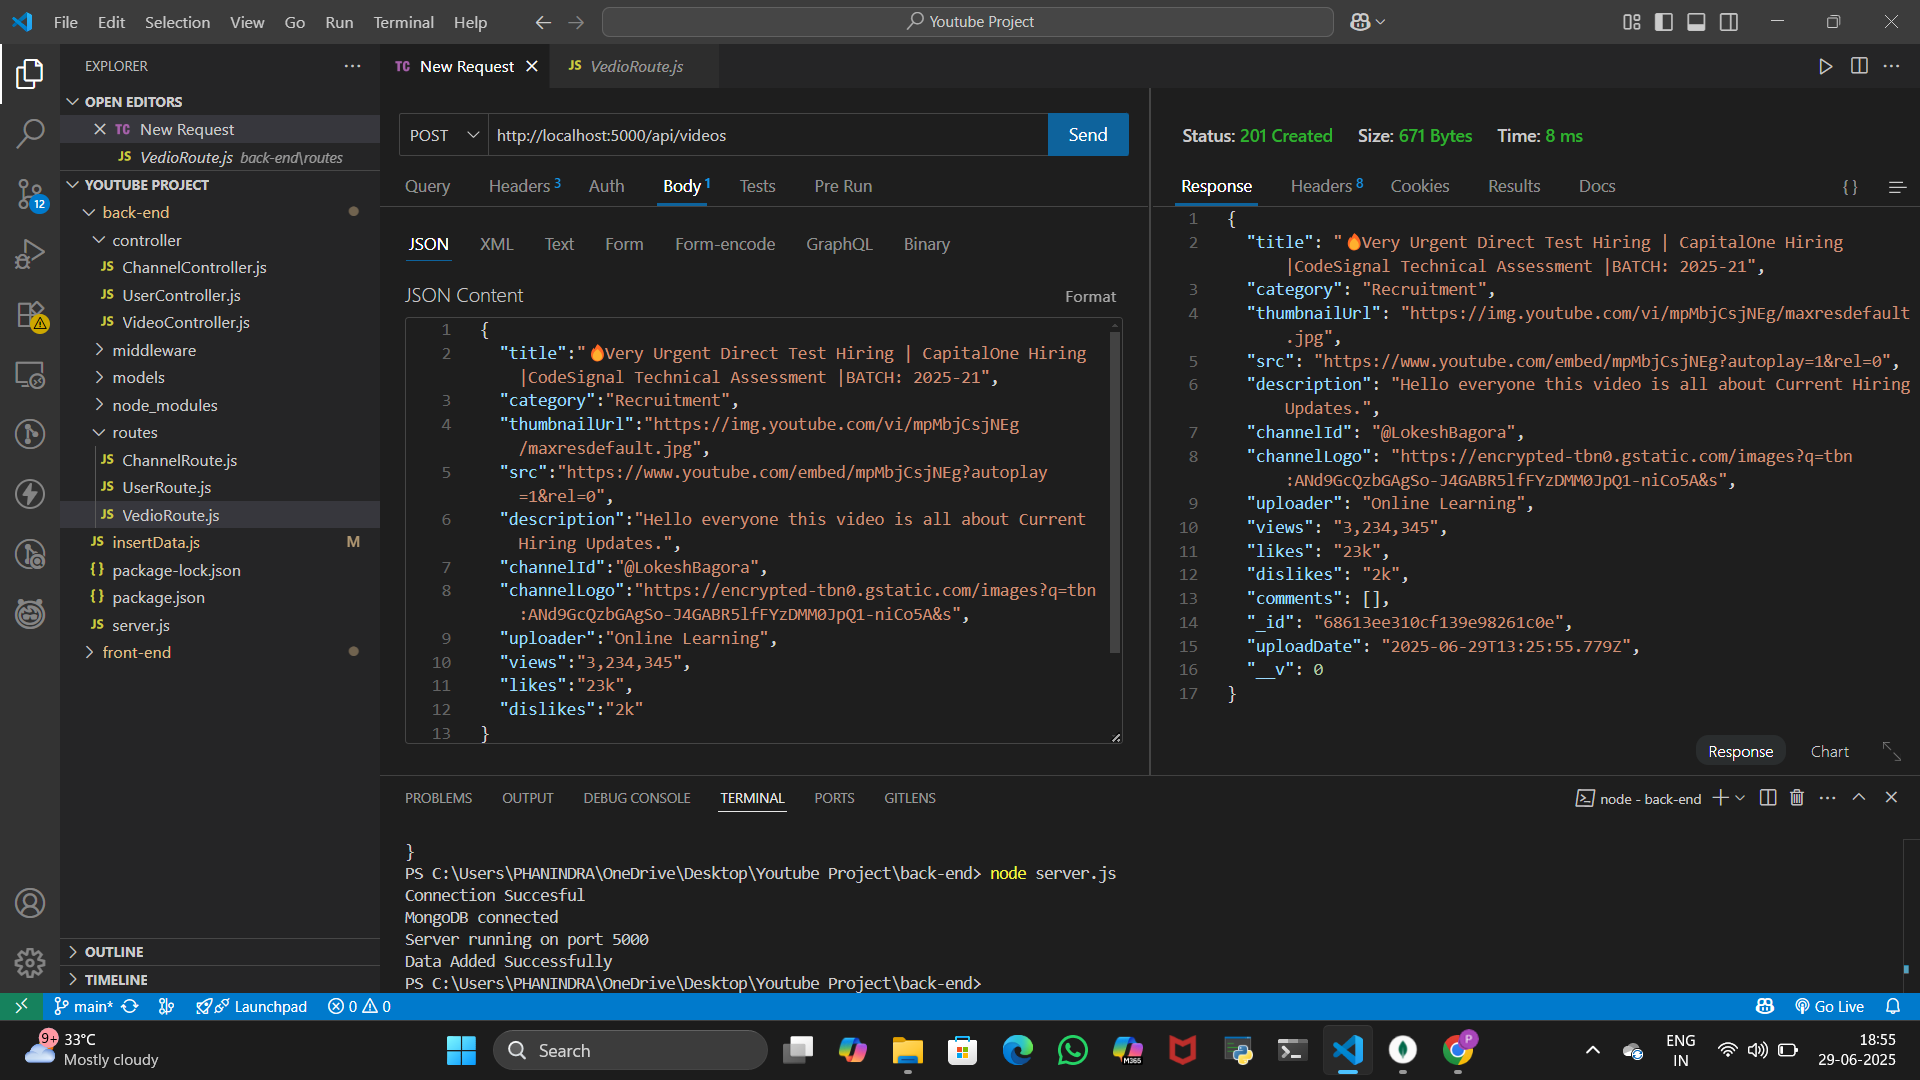 File Edit Selection View Go Run Terminal Help
Youtube Project
EXPLORER
OPEN EDITORS
TC New Request
JS VedioRoute.js back-end\routes
YOUTUBE PROJECT
back-end
controller
JS ChannelController.js
JS UserController.js
JS VideoController.js
middleware
models
node_modules
routes
JS ChannelRoute.js
JS UserRoute.js
JS VedioRoute.js
JS insertData.js M
{} package-lock.json
{} package.json
JS server.js
front-end
OUTLINE
TIMELINE
12
TC New Request
JS VedioRoute.js
POST http://localhost:5000/api/videos Send
Query Headers 3 Auth Body 1 Tests Pre Run
JSON XML Text Form Form-encode GraphQL Binary
JSON Content Format
1 {
2 "title":"🔥Very Urgent Direct Test Hiring | CapitalOne Hiring
|CodeSignal Technical Assessment |BATCH: 2025-21",
3 "category":"Recruitment",
4 "thumbnailUrl":"https://img.youtube.com/vi/mpMbjCsjNEg
/maxresdefault.jpg",
5 "src":"https://www.youtube.com/embed/mpMbjCsjNEg?autoplay
=1&rel=0",
6 "description":"Hello everyone this video is all about Current
Hiring Updates.",
7 "channelId":"@LokeshBagora",
8 "channelLogo":"https://encrypted-tbn0.gstatic.com/images?q=tbn
:ANd9GcQzbGAgSo-J4GABR5lfFYzDMM0JpQ1-niCo5A&s",
9 "uploader":"Online Learning",
10 "views":"3,234,345",
11 "likes":"23k",
12 "dislikes":"2k"
13 }
Status: 201 Created Size: 671 Bytes Time: 8 ms
Response Headers 8 Cookies Results Docs {}
1 {
2 "title": "🔥Very Urgent Direct Test Hiring | CapitalOne Hiring
|CodeSignal Technical Assessment |BATCH: 2025-21",
3 "category": "Recruitment",
4 "thumbnailUrl": "https://img.youtube.com/vi/mpMbjCsjNEg/maxresdefault
.jpg",
5 "src": "https://www.youtube.com/embed/mpMbjCsjNEg?autoplay=1&rel=0",
6 "description": "Hello everyone this video is all about Current Hiring
Updates.",
7 "channelId": "@LokeshBagora",
8 "channelLogo": "https://encrypted-tbn0.gstatic.com/images?q=tbn
:ANd9GcQzbGAgSo-J4GABR5lfFYzDMM0JpQ1-niCo5A&s",
9 "uploader": "Online Learning",
10 "views": "3,234,345",
11 "likes": "23k",
12 "dislikes": "2k",
13 "comments": [],
14 "_id": "68613ee310cf139e98261c0e",
15 "uploadDate": "2025-06-29T13:25:55.779Z",
16 "__v": 0
17 }
Response Chart
PROBLEMS OUTPUT DEBUG CONSOLE TERMINAL PORTS GITLENS
node - back-end
}
PS C:\Users\PHANINDRA\OneDrive\Desktop\Youtube Project\back-end> node server.js
Connection Succesful
MongoDB connected
Server running on port 5000
Data Added Successfully
PS C:\Users\PHANINDRA\OneDrive\Desktop\Youtube Project\back-end>
main* Launchpad 0 0 Go Live
9+ 33°C
Mostly cloudy
Search
M365
P
ENG
IN
18:55
29-06-2025